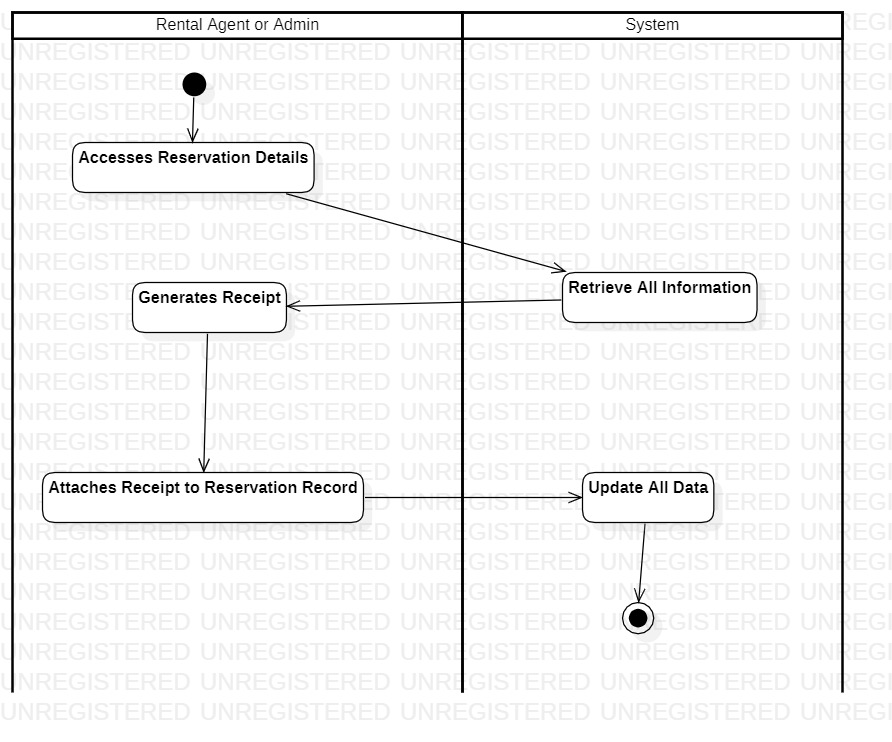 Rental Agent or Admin
System
Accesses Reservation Details
Retrieve All Information
Generates Receipt
Attaches Receipt to Reservation Record
Update All Data
UNREGISTERED UNREGISTERED UNREGISTERED UNREGISTERED UNREGISTERED